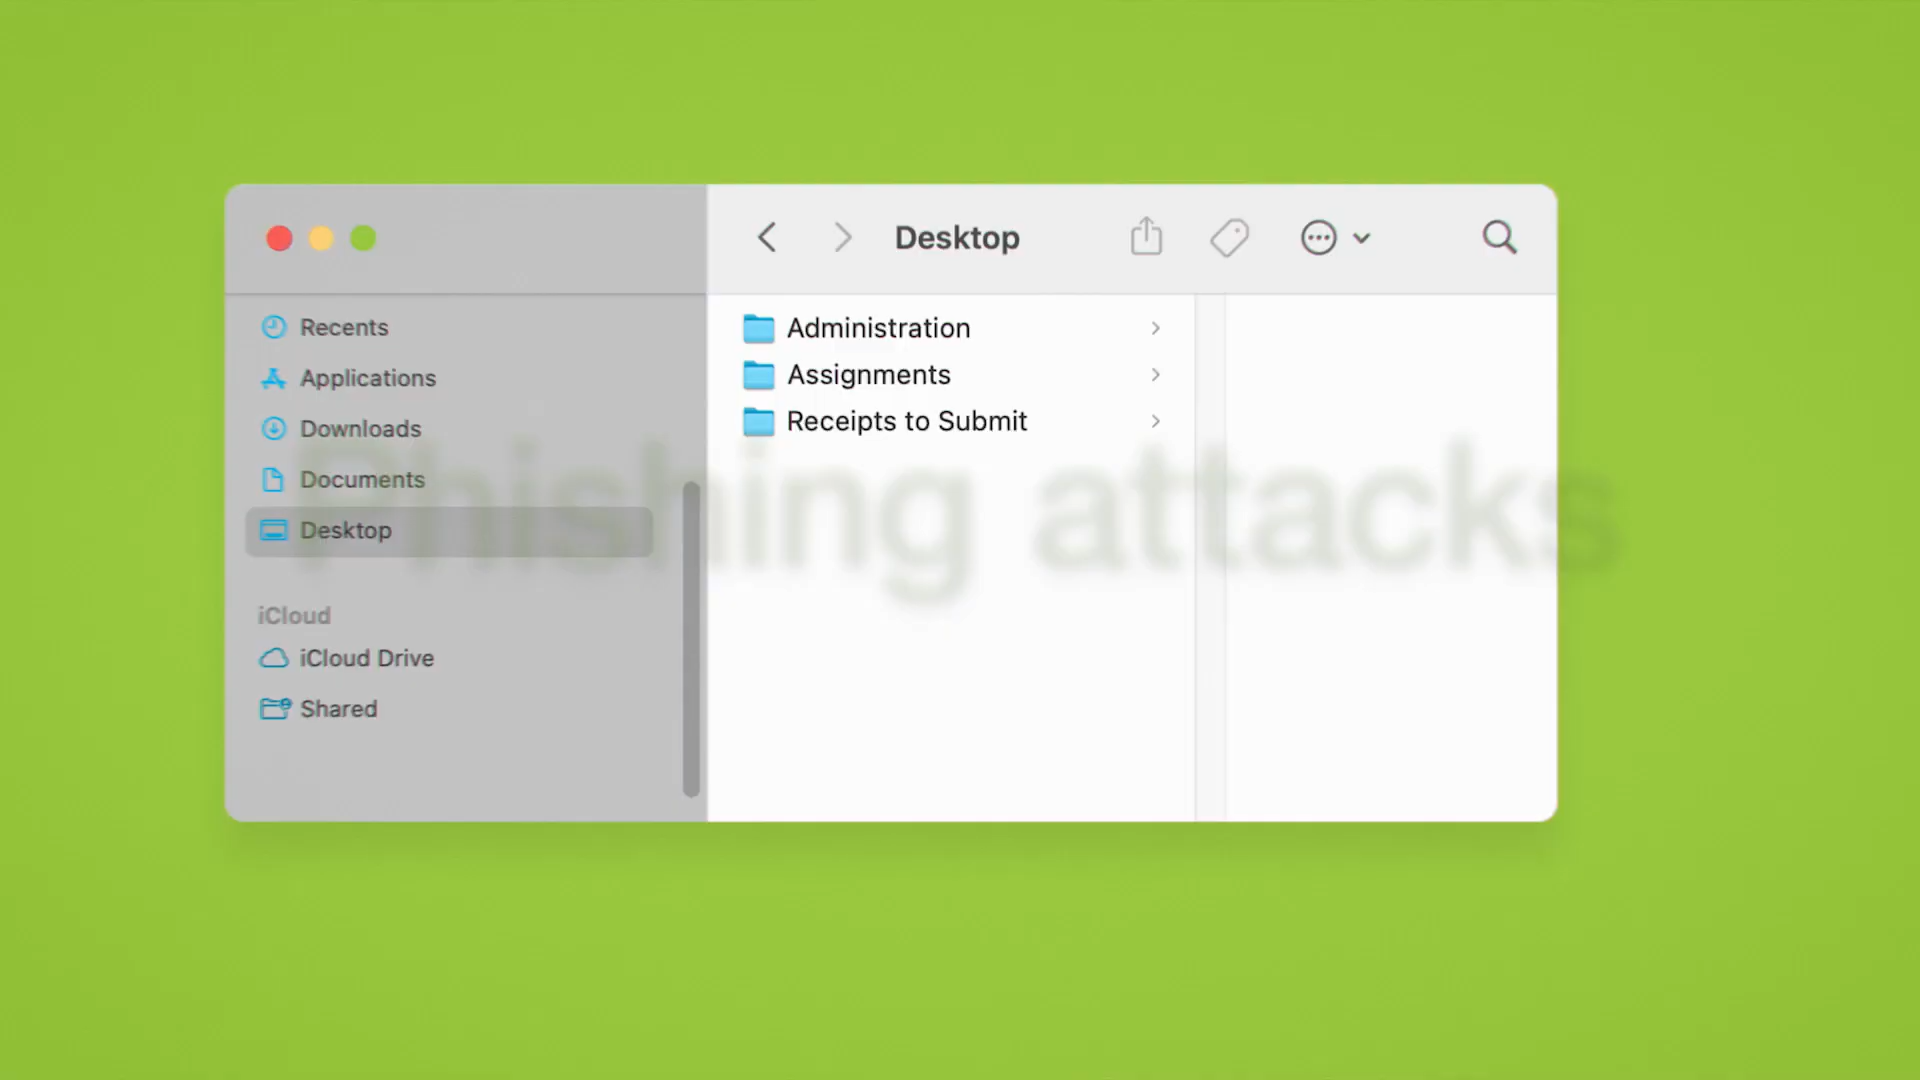 Desktop
Recents
Applications
Downloads
Documents
Desktop
iCloud
iCloud Drive
Shared
Administration
Assignments
Receipts to Submit
Phishing attacks